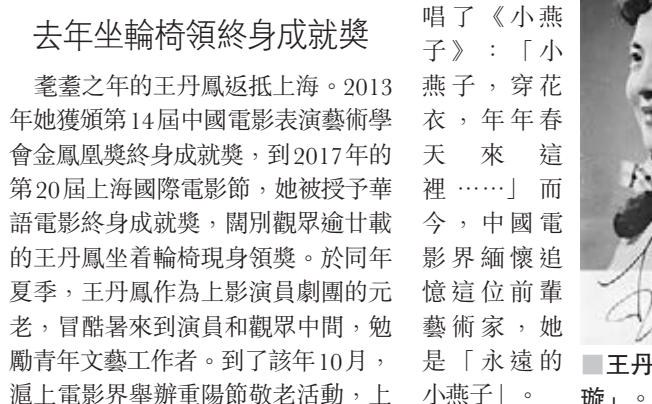 去年坐輪椅領終身成就獎
耄耋之年的王丹鳳返抵上海。2013
年她獲頒第14屆中國電影表演藝術學
會金鳳凰獎終身成就獎，到2017年的
第20屆上海國際電影節，她被授予華
語電影終身成就獎，闊別觀眾逾廿載
的王丹鳳坐着輪椅現身領獎。於同年
夏季，王丹鳳作為上影演員劇團的元
老，冒酷暑來到演員和觀眾中間，勉
勵青年文藝工作者。到了該年10月，
滬上電影界舉辦重陽節敬老活動，上
唱了《小燕
子》：「小
燕子，穿花
衣，年年春
天來這
裡……」而
今，中國電
影界緬懷追
憶這位前輩
藝術家，她
是「永遠的
小燕子」。
■王丹
璇」。